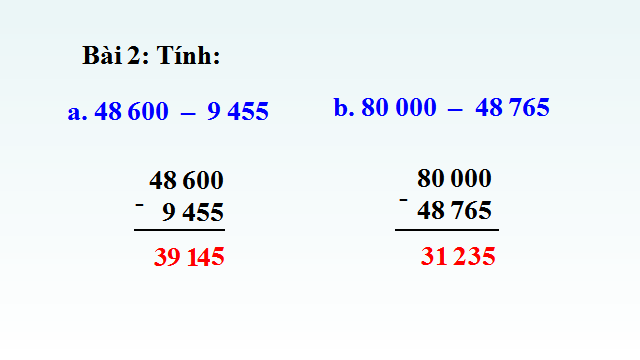 Bài 2: Tính:
a. 48 600 – 9 455
b. 80 000 – 48 765
48 600
- 9 455
39 145
80 000
- 48 765
31 235